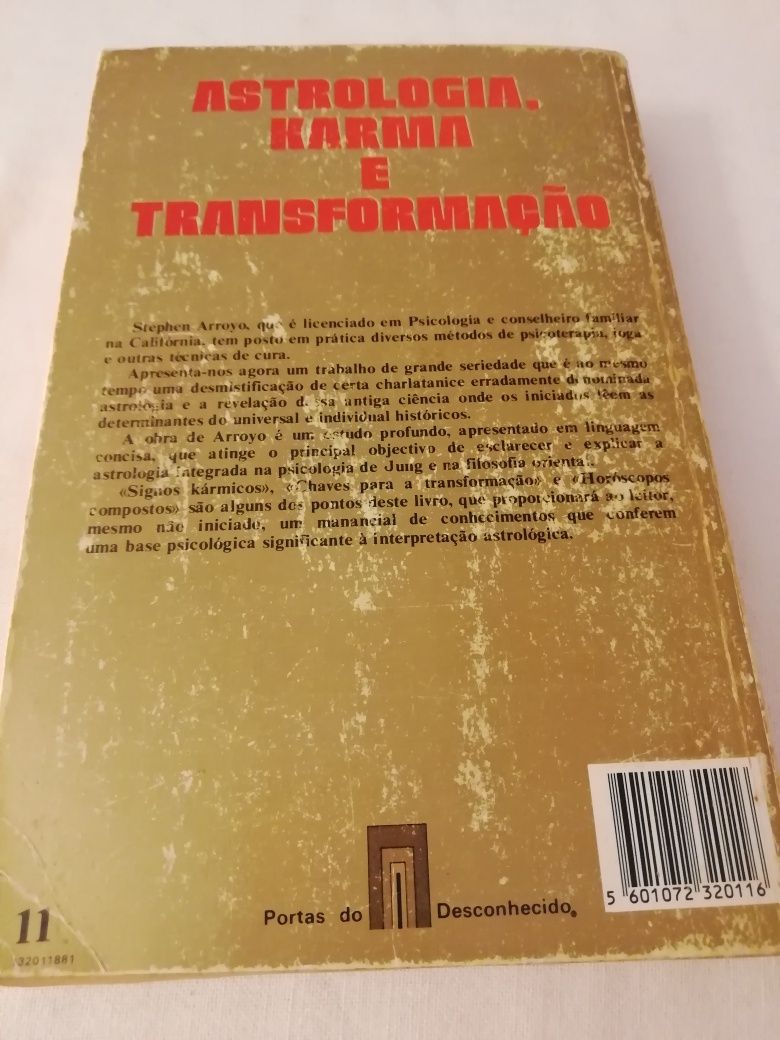 ASTROLOGIA,
KARMA
E
TRANSFORMAÇÃO
Stephen Arroyo, que é licenciado em Psicologia e conselheiro familiar
na Califórnia, tem posto em prática diversos métodos de psicoterapia, ioga
e outras técnicas de cura.
Apresenta-nos agora um trabalho de grande seriedade que é ao mesmo
tempo uma desmistificação de certa charlatanice erradamente denominada
astrologia e a revelação dessa antiga ciência onde os iniciados lêem as
determinantes do universal e individual históricos.
A obra de Arroyo é um estudo profundo, apresentado em linguagem
concisa, que atinge o principal objectivo de esclarecer e explicar a
astrologia integrada na psicologia de Jung e na filosofia oriental.
«Signos kármicos», «Chaves para a transformação» e «Horóscopos
compostos» são alguns dos pontos deste livro, que proporcionará ao leitor,
mesmo não iniciado, um manancial de conhecimentos que conferem
uma base psicológica significante à interpretação astrológica.
Portas do Desconhecido®
11
32011881
5 601072 320116